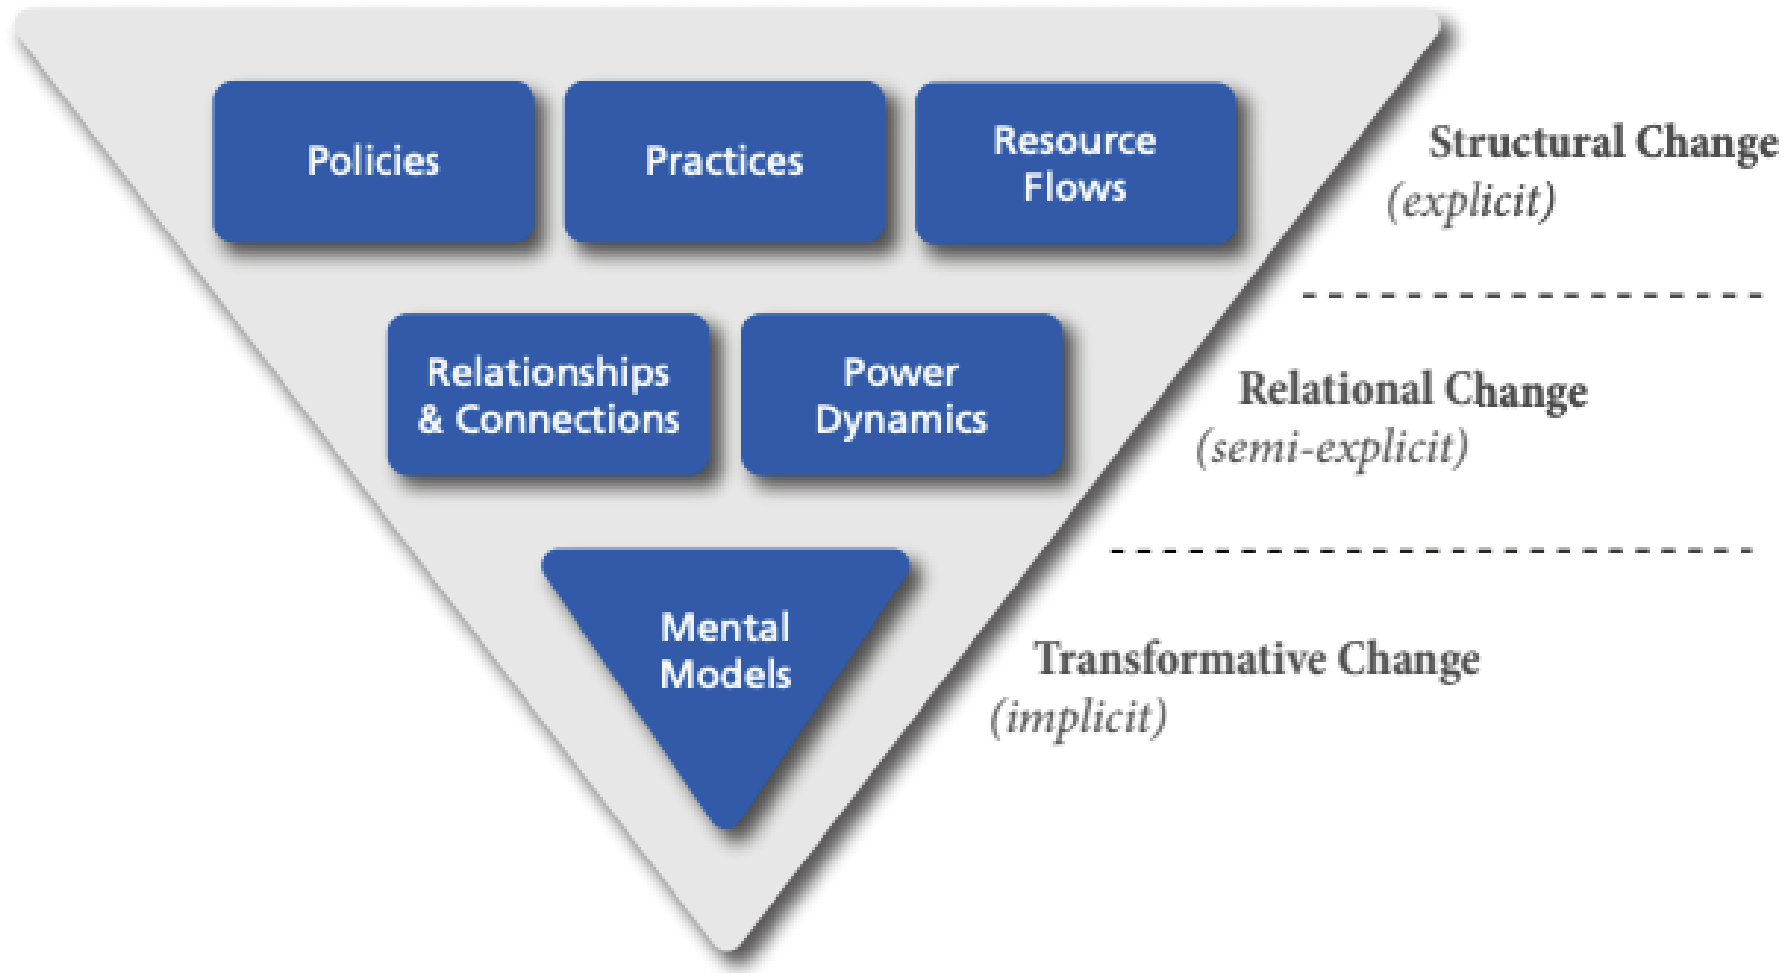 Policies
Practices
Resource
Flows
Structural Change
(explicit)
Relationships
& Connections
Power
Dynamics
Relational Change
(semi-explicit)
Mental
Models
Transformative Change
(implicit)